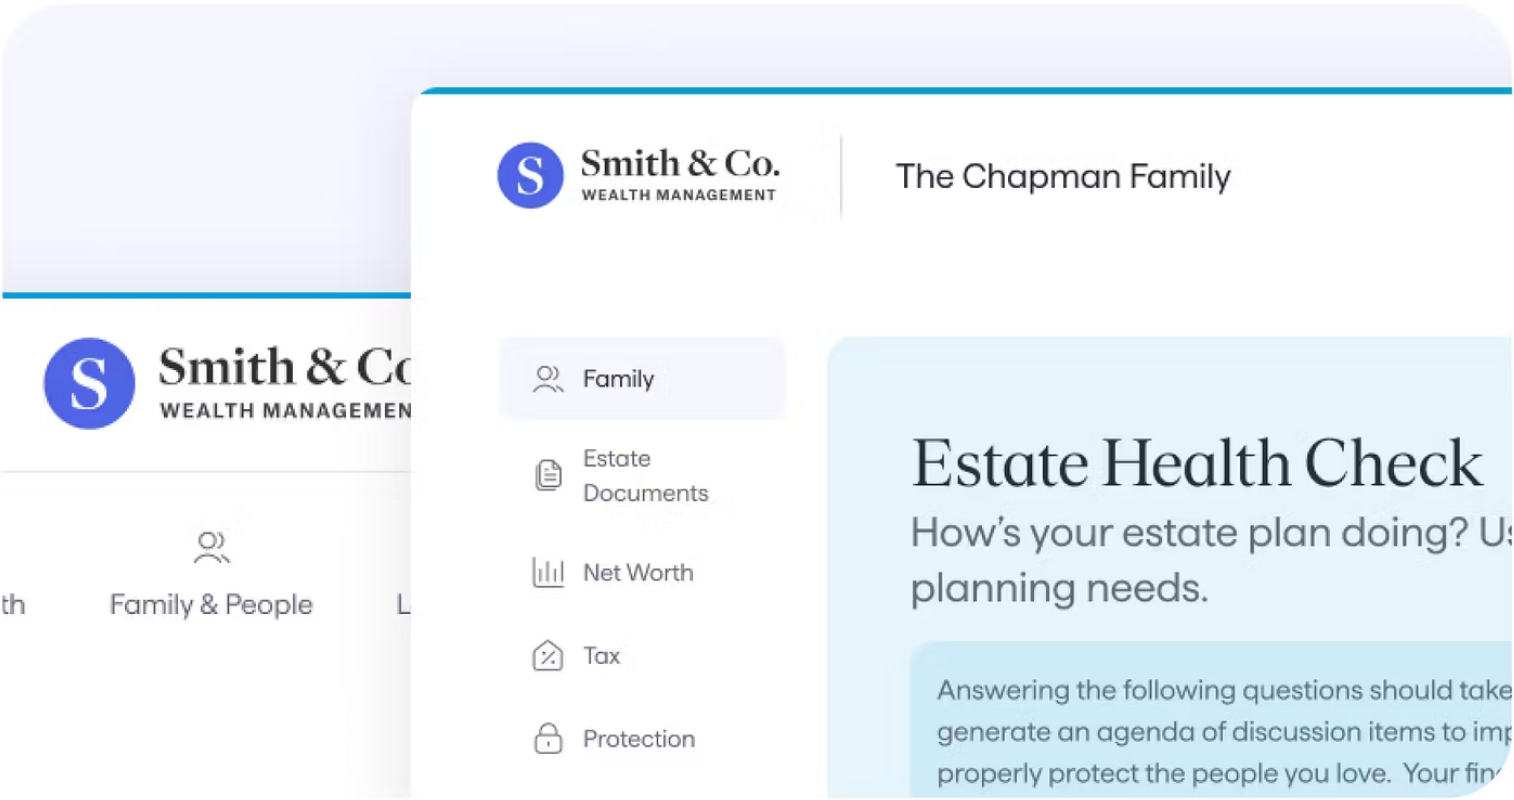 S
Smith & Co.
WEALTH MANAGEMENT
The Chapman Family
Family
Estate
Documents
Net Worth
Tax
Protection
Estate Health Check
How’s your estate plan doing?
planning needs.
Answering the following questions should take
generate an agenda of discussion items to
properly protect the people you love. Your
S
Smith &
WEALTH
Family & People